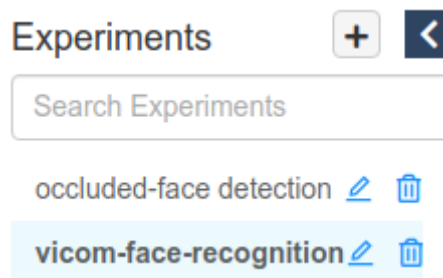 Experiments
Search Experiments
occluded-face detection
vicom-face-recognition